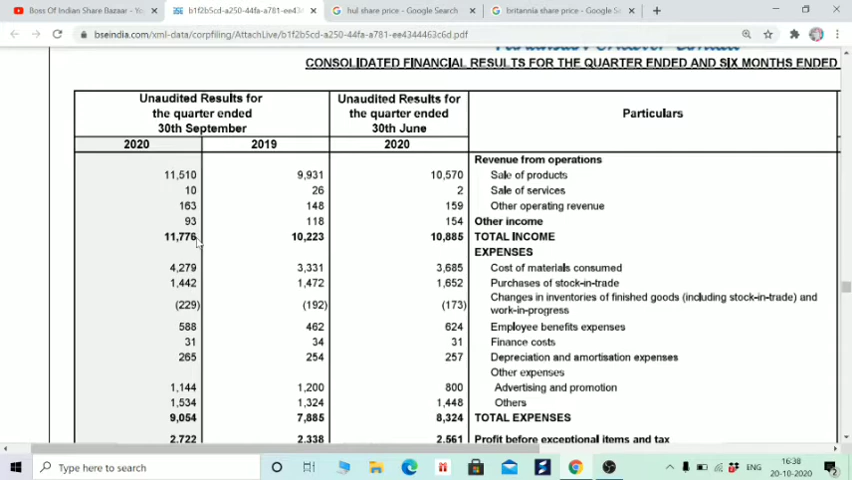 Boss Of Indian Share Bazaar - Yo
b1f2b5cd-a250-44fa-a781-ee43
hul share price - Google Search
britannia share price - Google Se
bseindia.com/xml-data/corpfiling/AttachLive/b1f2b5cd-a250-44fa-a781-ee4344463c6d.pdf
CONSOLIDATED FINANCIAL RESULTS FOR THE QUARTER ENDED AND SIX MONTHS ENDED
Unaudited Results for the quarter ended 30th September
Unaudited Results for the quarter ended 30th June
Particulars
2020 2019 2020
Revenue from operations
11,510 9,931 10,570 Sale of products
10 26 2 Sale of services
163 148 159 Other operating revenue
93 118 154 Other income
11,776 10,223 10,885 TOTAL INCOME
EXPENSES
4,279 3,331 3,685 Cost of materials consumed
1,442 1,472 1,652 Purchases of stock-in-trade
(229) (192) (173) Changes in inventories of finished goods (including stock-in-trade) and work-in-progress
588 462 624 Employee benefits expenses
31 34 31 Finance costs
265 254 257 Depreciation and amortisation expenses
Other expenses
1,144 1,200 800 Advertising and promotion
1,534 1,324 1,448 Others
9,054 7,885 8,324 TOTAL EXPENSES
2,722 2,338 2,561 Profit before exceptional items and tax
Type here to search
ENG
16:38
20-10-2020